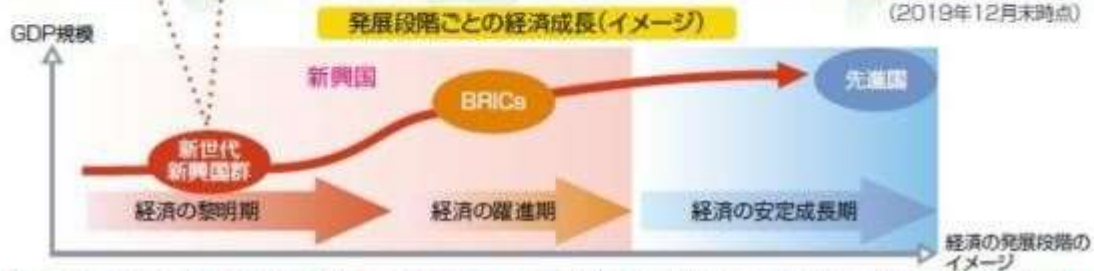 (2019年12月末時点)
発展段階ごとの経済成長(イメージ)
GDP規模
新興国
BRICs
先進国
新世代
新興国群
経済の黎明期
経済の躍進期
経済の安定成長期
経済の発展段階の
イメージ